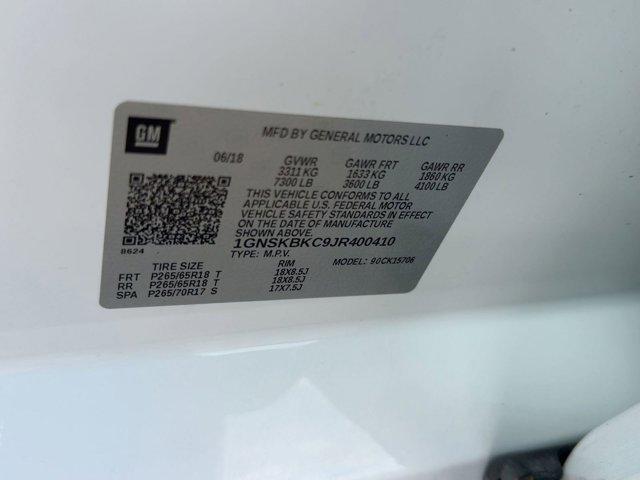 GM
MFD BY GENERAL MOTORS LLC
06/18 GVWR GAWR FRT GAWR RR
3311 KG 1633 KG 1860 KG
7300 LB 3600 LB 4100 LB
THIS VEHICLE CONFORMS TO ALL
APPLICABLE U.S. FEDERAL MOTOR
VEHICLE SAFETY STANDARDS IN EFFECT
ON THE DATE OF MANUFACTURE
SHOWN ABOVE.
8624
1GNSKBKC9JR400410
TYPE: M.P.V. MODEL: 90CK15706
TIRE SIZE RIM
FRT P265/65R18 T 18X8.5J
RR P265/65R18 T 18X8.5J
SPA P265/70R17 S 17X7.5J